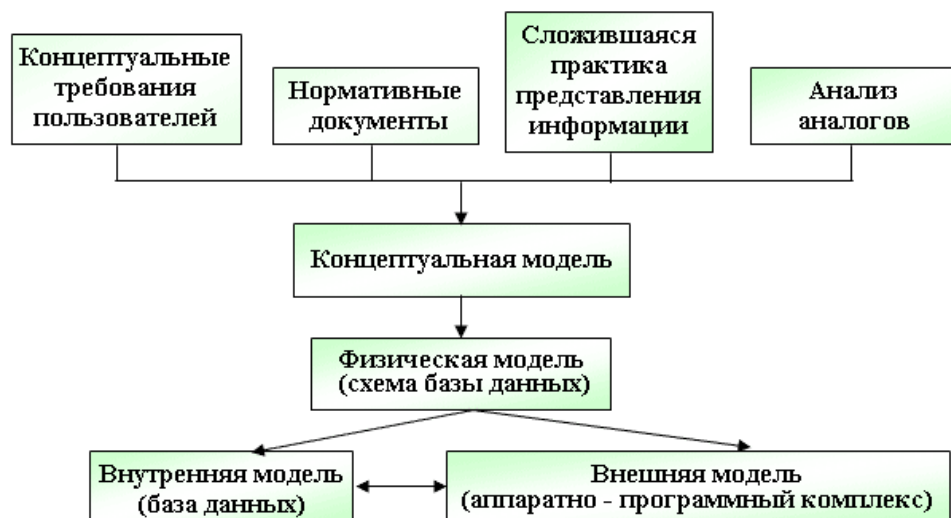 Концептуальные
требования
пользователей
Нормативные
документы
Сложившаяся
практика
представления
информации
Анализ
аналогов
Концептуальная модель
Физическая модель
(схема базы данных)
Внутренняя модель
(база данных)
Внешняя модель
(аппаратно - программный комплекс)